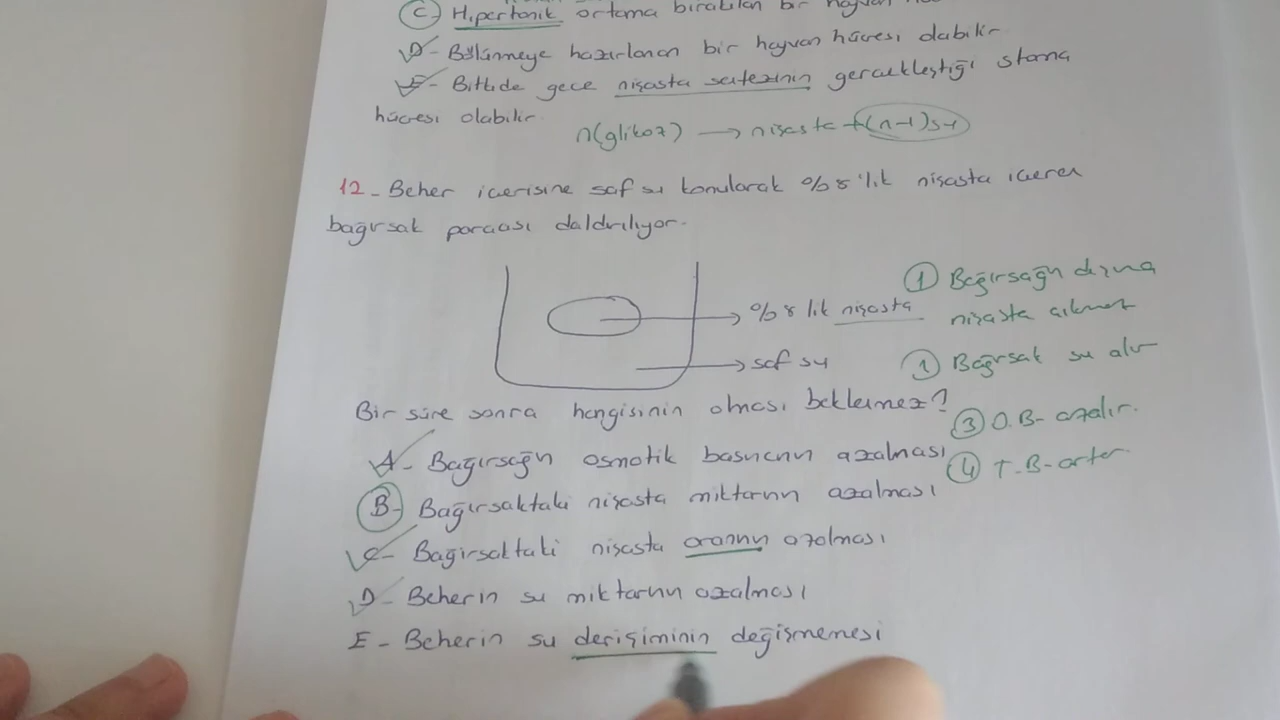 C- Hipertonik ortama bırakılan bir hayvan
D- Bölünmeye hazırlanan bir hayvan hücresi olabilir
E- Bitkide gece nişasta sentezinin gerçekleştiği stoma
hücresi olabilir
n(glikoz) → nişasta + (n-1) su
12- Beher içerisine saf su konularak %8'lik nişasta içeren
bağırsak parçası daldırılıyor.
→ %8 lik nişasta
→ saf su
① Bağırsağın dışına
nişasta çıkmaz
② Bağırsak su alır
③ O.B- azalır.
④ T.B- artar
Bir süre sonra hangisinin olması beklenmez?
A- Bağırsağın osmotik basıncının azalması
B- Bağırsaktaki nişasta miktarının azalması
C- Bağırsaktaki nişasta oranının azalması
D- Beherin su miktarının azalması
E- Beherin su derişiminin değişmemesi